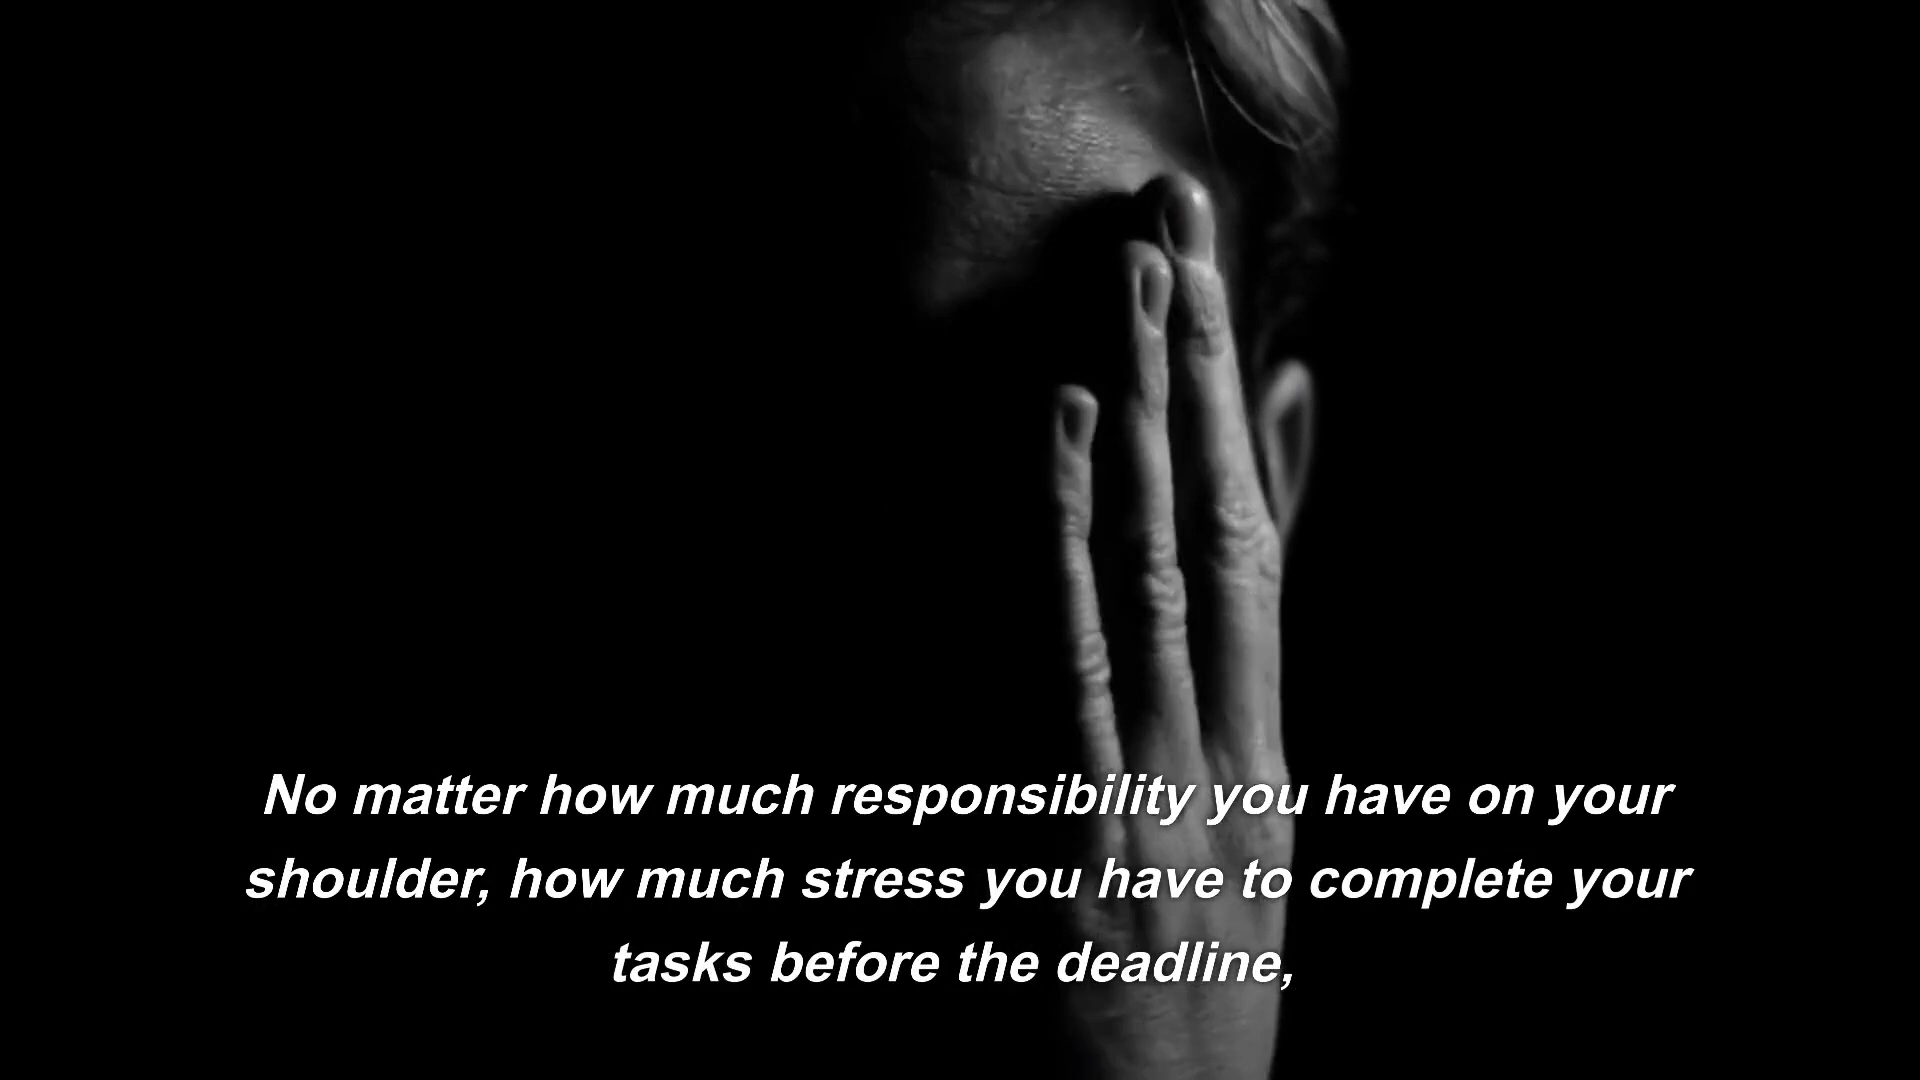 No matter how much responsibility you have on your
shoulder, how much stress you have to complete your
tasks before the deadline,